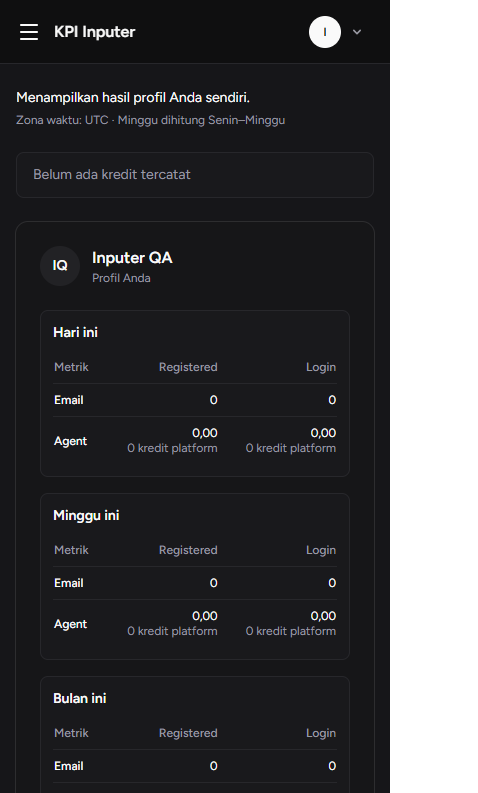 KPI Inputer
I
Menampilkan hasil profil Anda sendiri.
Zona waktu: UTC · Minggu dihitung Senin–Minggu
Belum ada kredit tercatat
IQ
Inputer QA
Profil Anda
Hari ini
Metrik Registered Login
Email 0 0
Agent 0,00 0,00
0 kredit platform 0 kredit platform
Minggu ini
Metrik Registered Login
Email 0 0
Agent 0,00 0,00
0 kredit platform 0 kredit platform
Bulan ini
Metrik Registered Login
Email 0 0